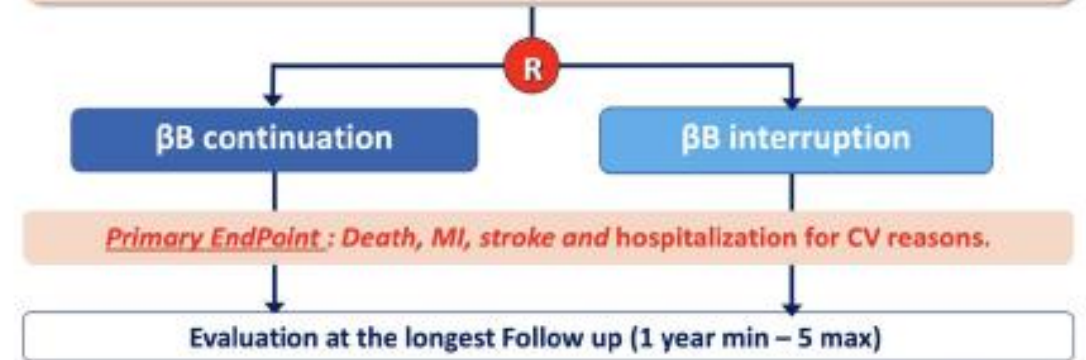 R
βB continuation
βB interruption
Primary EndPoint : Death, MI, stroke and hospitalization for CV reasons.
Evaluation at the longest Follow up (1 year min – 5 max)